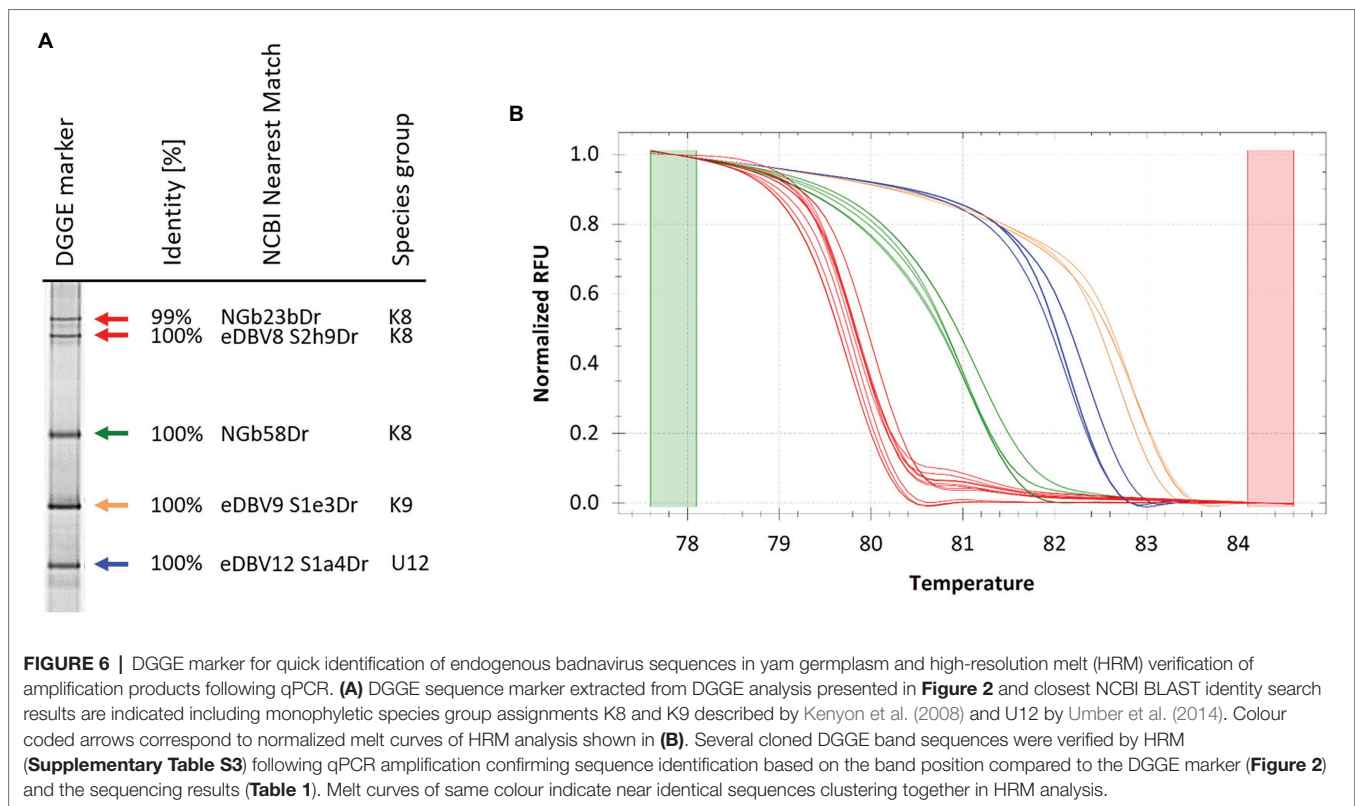 A
DGGE marker
Identity [%]
NCBI Nearest Match
Species group
99% NGb23bDr K8
100% eDBV8 S2h9Dr K8
100% NGb58Dr K8
100% eDBV9 S1e3Dr K9
100% eDBV12 S1a4Dr U12
B
Normalized RFU
1.0
0.8
0.6
0.4
0.2
0.0
78 79 80 81 82 83 84
Temperature
FIGURE 6 | DGGE marker for quick identification of endogenous badnavirus sequences in yam germplasm and high-resolution melt (HRM) verification of
amplification products following qPCR. (A) DGGE sequence marker extracted from DGGE analysis presented in Figure 2 and closest NCBI BLAST identity search
results are indicated including monophyletic species group assignments K8 and K9 described by Kenyon et al. (2008) and U12 by Umber et al. (2014). Colour
coded arrows correspond to normalized melt curves of HRM analysis shown in (B). Several cloned DGGE band sequences were verified by HRM
(Supplementary Table S3) following qPCR amplification confirming sequence identification based on the band position compared to the DGGE marker (Figure 2)
and the sequencing results (Table 1). Melt curves of same colour indicate near identical sequences clustering together in HRM analysis.